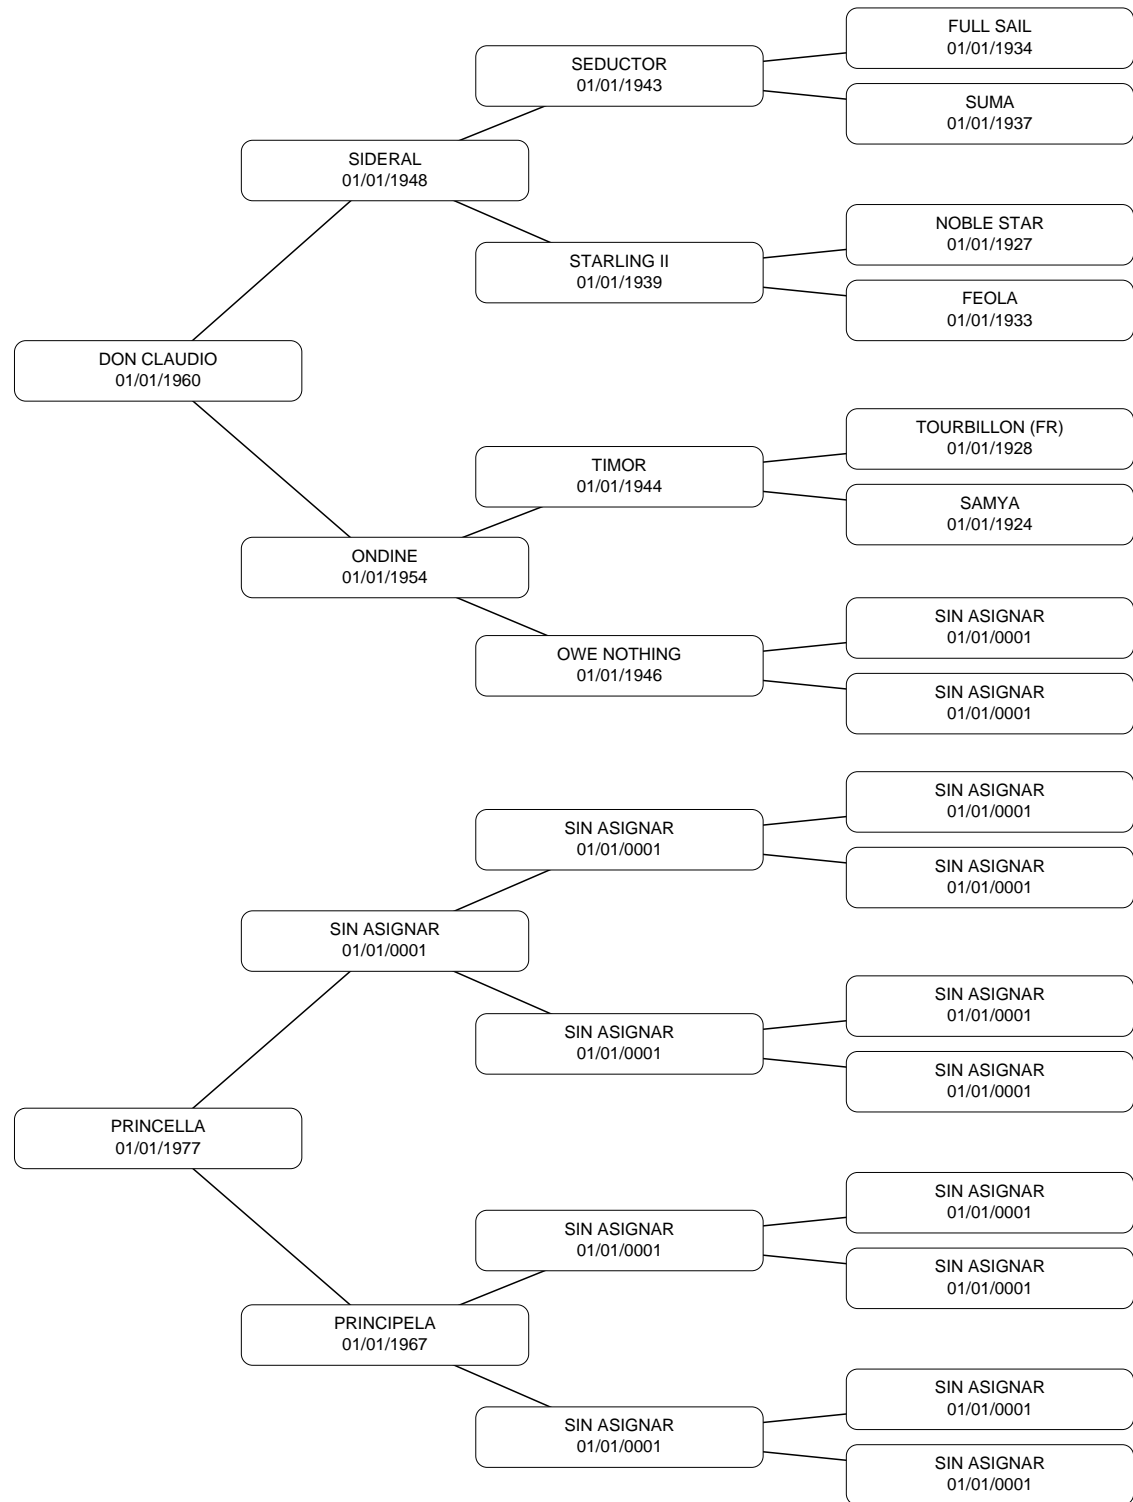 FULL SAIL
01/01/1934
SEDUCTOR
01/01/1943
SUMA
01/01/1937
SIDERAL
01/01/1948
NOBLE STAR
01/01/1927
STARLING II
01/01/1939
FEOLA
01/01/1933
DON CLAUDIO
01/01/1960
TOURBILLON (FR)
01/01/1928
TIMOR
01/01/1944
SAMYA
01/01/1924
ONDINE
01/01/1954
SIN ASIGNAR
01/01/0001
OWE NOTHING
01/01/1946
SIN ASIGNAR
01/01/0001
SIN ASIGNAR
01/01/0001
SIN ASIGNAR
01/01/0001
SIN ASIGNAR
01/01/0001
SIN ASIGNAR
01/01/0001
SIN ASIGNAR
01/01/0001
SIN ASIGNAR
01/01/0001
SIN ASIGNAR
01/01/0001
PRINCELLA
01/01/1977
SIN ASIGNAR
01/01/0001
SIN ASIGNAR
01/01/0001
SIN ASIGNAR
01/01/0001
PRINCIPELA
01/01/1967
SIN ASIGNAR
01/01/0001
SIN ASIGNAR
01/01/0001
SIN ASIGNAR
01/01/0001